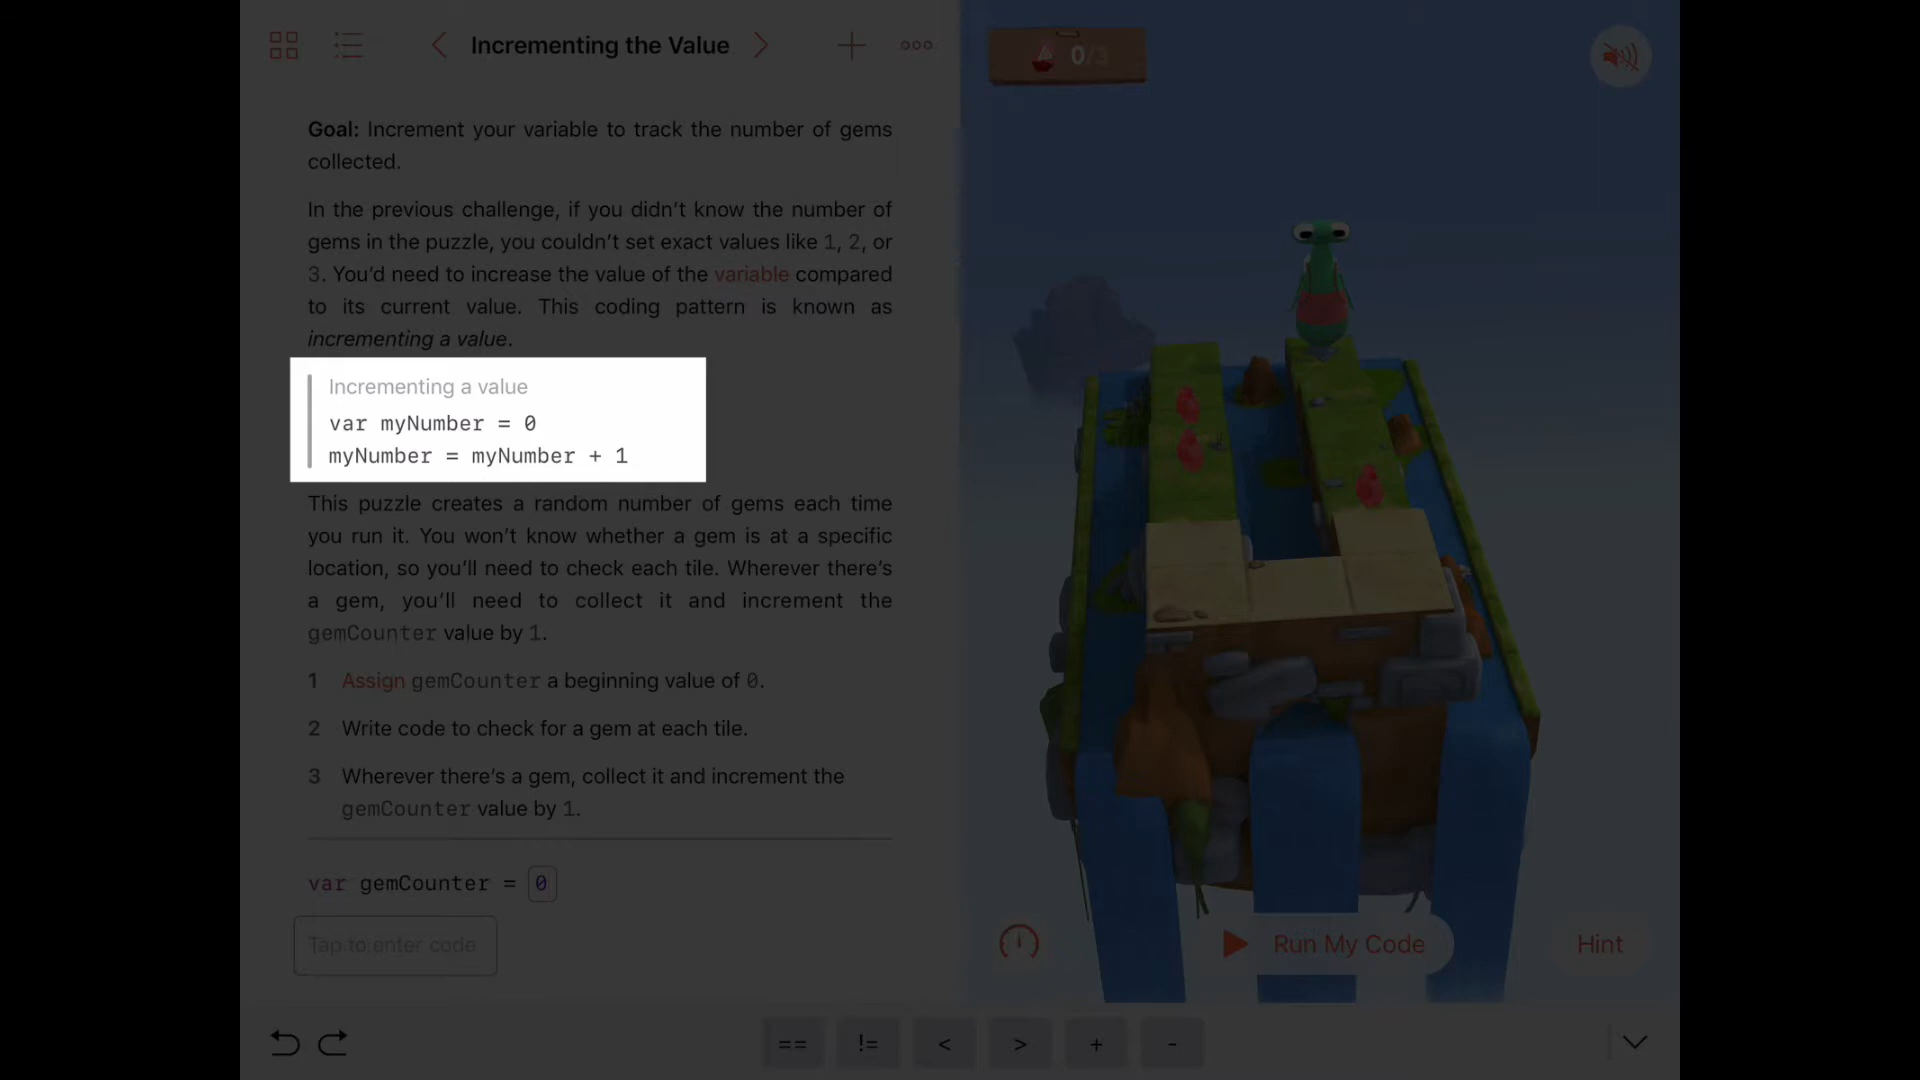 Incrementing the Value
0/3
Goal: Increment your variable to track the number of gems
collected.
In the previous challenge, if you didn't know the number of
gems in the puzzle, you couldn't set exact values like 1, 2, or
3. You'd need to increase the value of the variable compared
to its current value. This coding pattern is known as
incrementing a value.
Incrementing a value
var myNumber = 0
myNumber = myNumber + 1
This puzzle creates a random number of gems each time
you run it. You won't know whether a gem is at a specific
location, so you'll need to check each tile. Wherever there's
a gem, you'll need to collect it and increment the
gemCounter value by 1.
1 Assign gemCounter a beginning value of 0.
2 Write code to check for a gem at each tile.
3 Wherever there's a gem, collect it and increment the
gemCounter value by 1.
var gemCounter = 0
Tap to enter code
Run My Code
Hint
== != < > + -